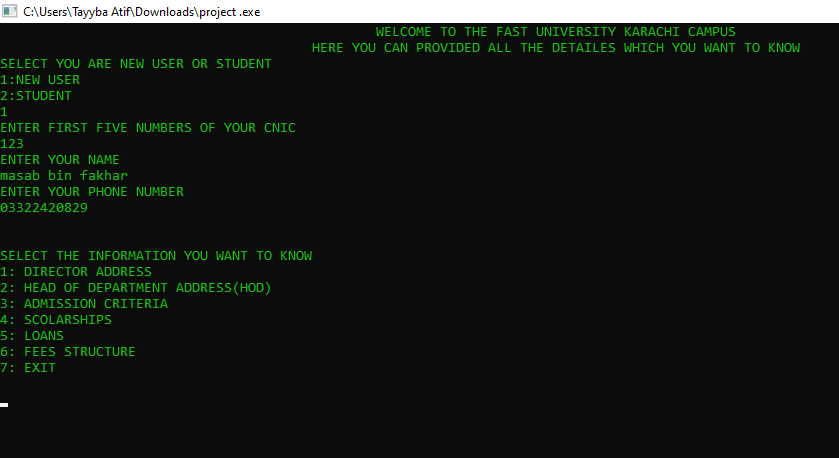 C:\Users\Tayyba Atif\Downloads\project .exe
WELCOME TO THE FAST UNIVERSITY KARACHI CAMPUS
HERE YOU CAN PROVIDED ALL THE DETAILES WHICH YOU WANT TO KNOW
SELECT YOU ARE NEW USER OR STUDENT
1:NEW USER
2:STUDENT
1
ENTER FIRST FIVE NUMBERS OF YOUR CNIC
123
ENTER YOUR NAME
masab bin fakhar
ENTER YOUR PHONE NUMBER
03322420829
SELECT THE INFORMATION YOU WANT TO KNOW
1: DIRECTOR ADDRESS
2: HEAD OF DEPARTMENT ADDRESS(HOD)
3: ADMISSION CRITERIA
4: SCOLARSHIPS
5: LOANS
6: FEES STRUCTURE
7: EXIT